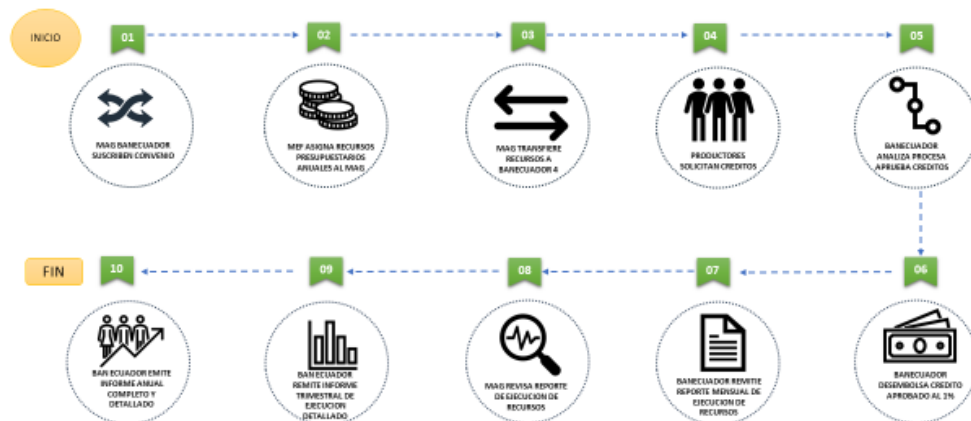 INICIO
01
02
03
04
05
MAG BANECUADOR
SUSCRIBEN CONVENIO
MEF ASIGNA RECURSOS
PRESUPUESTARIOS
ANUALES AL MAG
MAG TRANSFIERE
RECURSOS A
BANECUADOR 4
PRODUCTORES
SOLICITAN CREDITOS
BANECUADOR
ANALIZA PROCESA
APRUEBA CREDITOS
FIN
10
09
08
07
06
BAN ECUADOR EMITE
INFORME ANUAL
COMPLETO Y
DETALLADO
BAN ECUADOR
REMITE INFORME
TRIMESTRAL DE
EJECUCION
DETALLADO
MAG REVISA REPORTE
DE EJECUCION DE
RECURSOS
BANECUADOR REMITIE
REPORTE MENSUAL DE
EJECUCION DE
RECURSOS
BANECUADOR
DESEMBOLSA CREDITO
APROBADO AL 1%